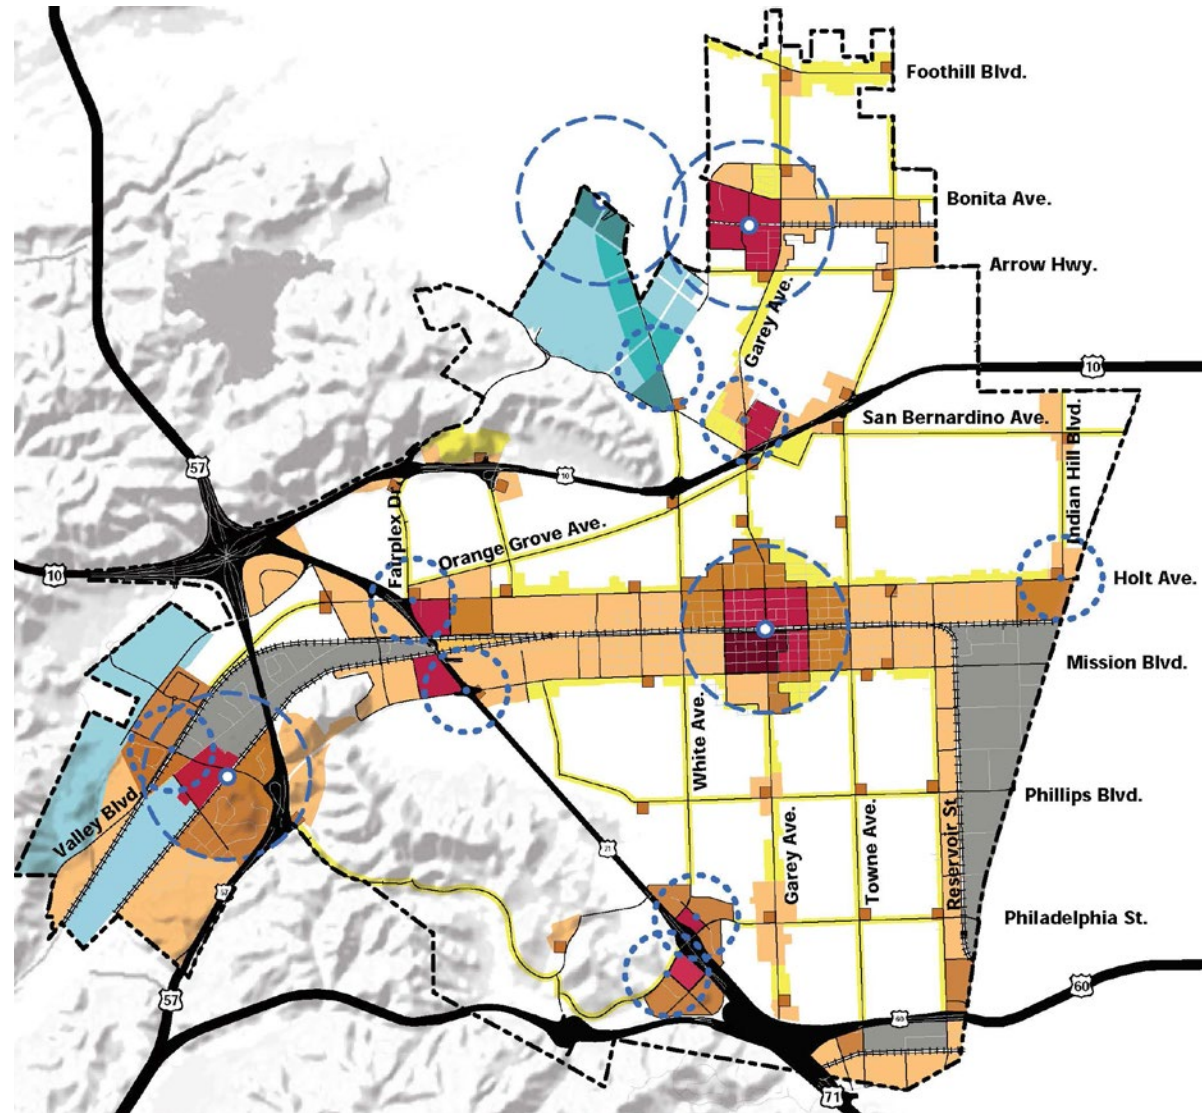 Foothill Blvd.
Bonita Ave.
Arrow Hwy.
Garey Ave.
10
San Bernardino Ave.
Indian Hill Blvd.
57
10
Fairplex Dr.
Orange Grove Ave.
10
Holt Ave.
Mission Blvd.
White Ave.
Valley Blvd.
Phillips Blvd.
Garey Ave.
Towne Ave.
Reservoir St.
71
57
Philadelphia St.
57
60
60
71